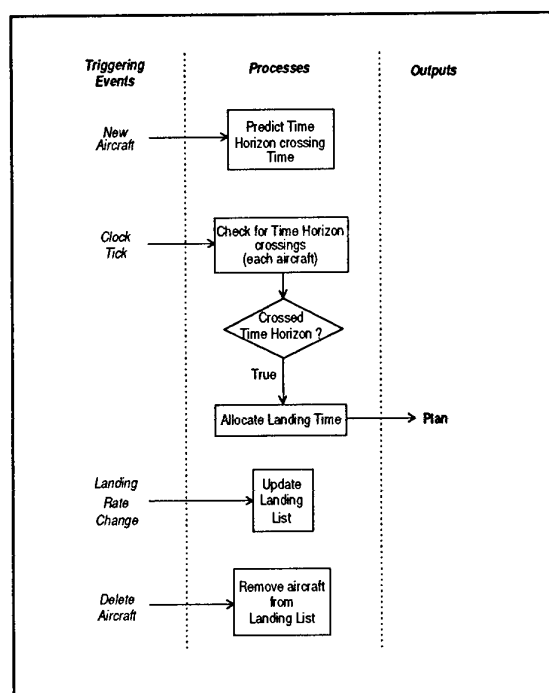 Triggering
Events
Processes
Outputs
New
Aircraft
Predict Time
Horizon crossing
Time
Clock
Tick
Check for Time Horizon
crossings
(each aircraft)
Crossed
Time Horizon ?
True
Allocate Landing Time
Plan
Landing
Rate
Change
Update
Landing
List
Delete
Aircraft
Remove aircraft
from
Landing List